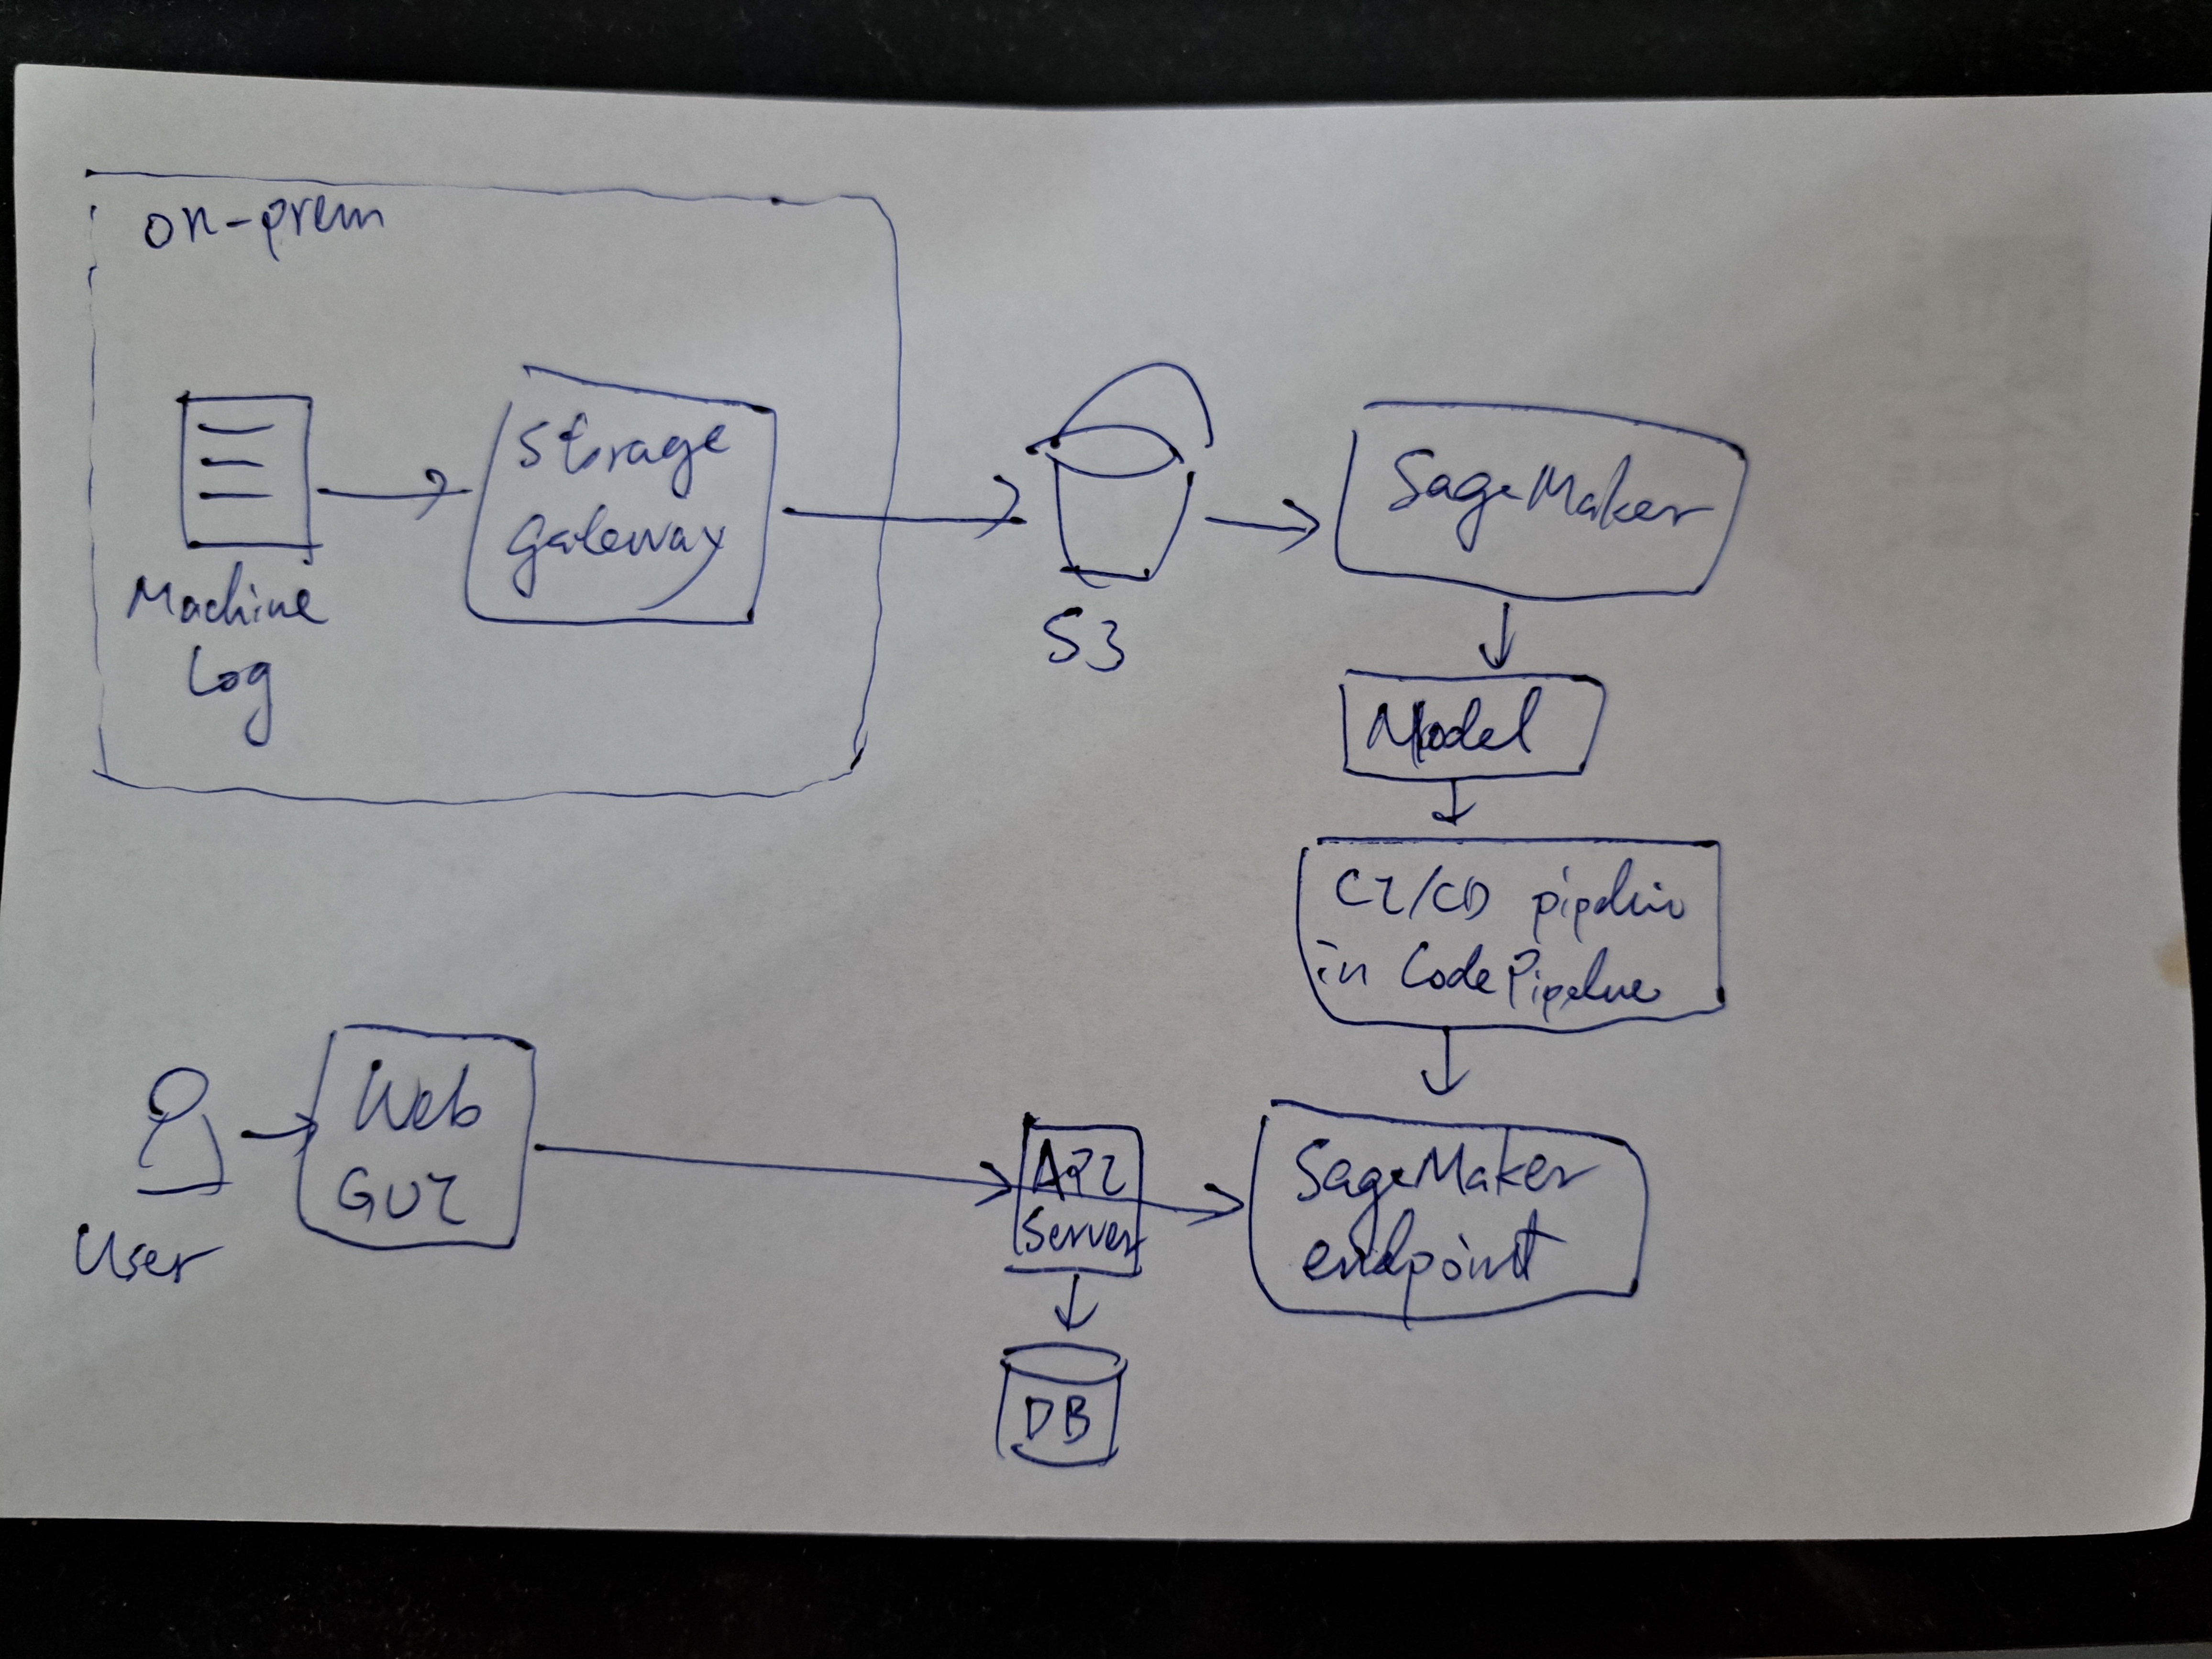 on-prem
Storage
gateway
Machine
Log
S3
SageMaker
Model
CI/CD pipelin
in CodePipeline
User
Web
GUI
API
Server
DB
SageMaker
endpoint